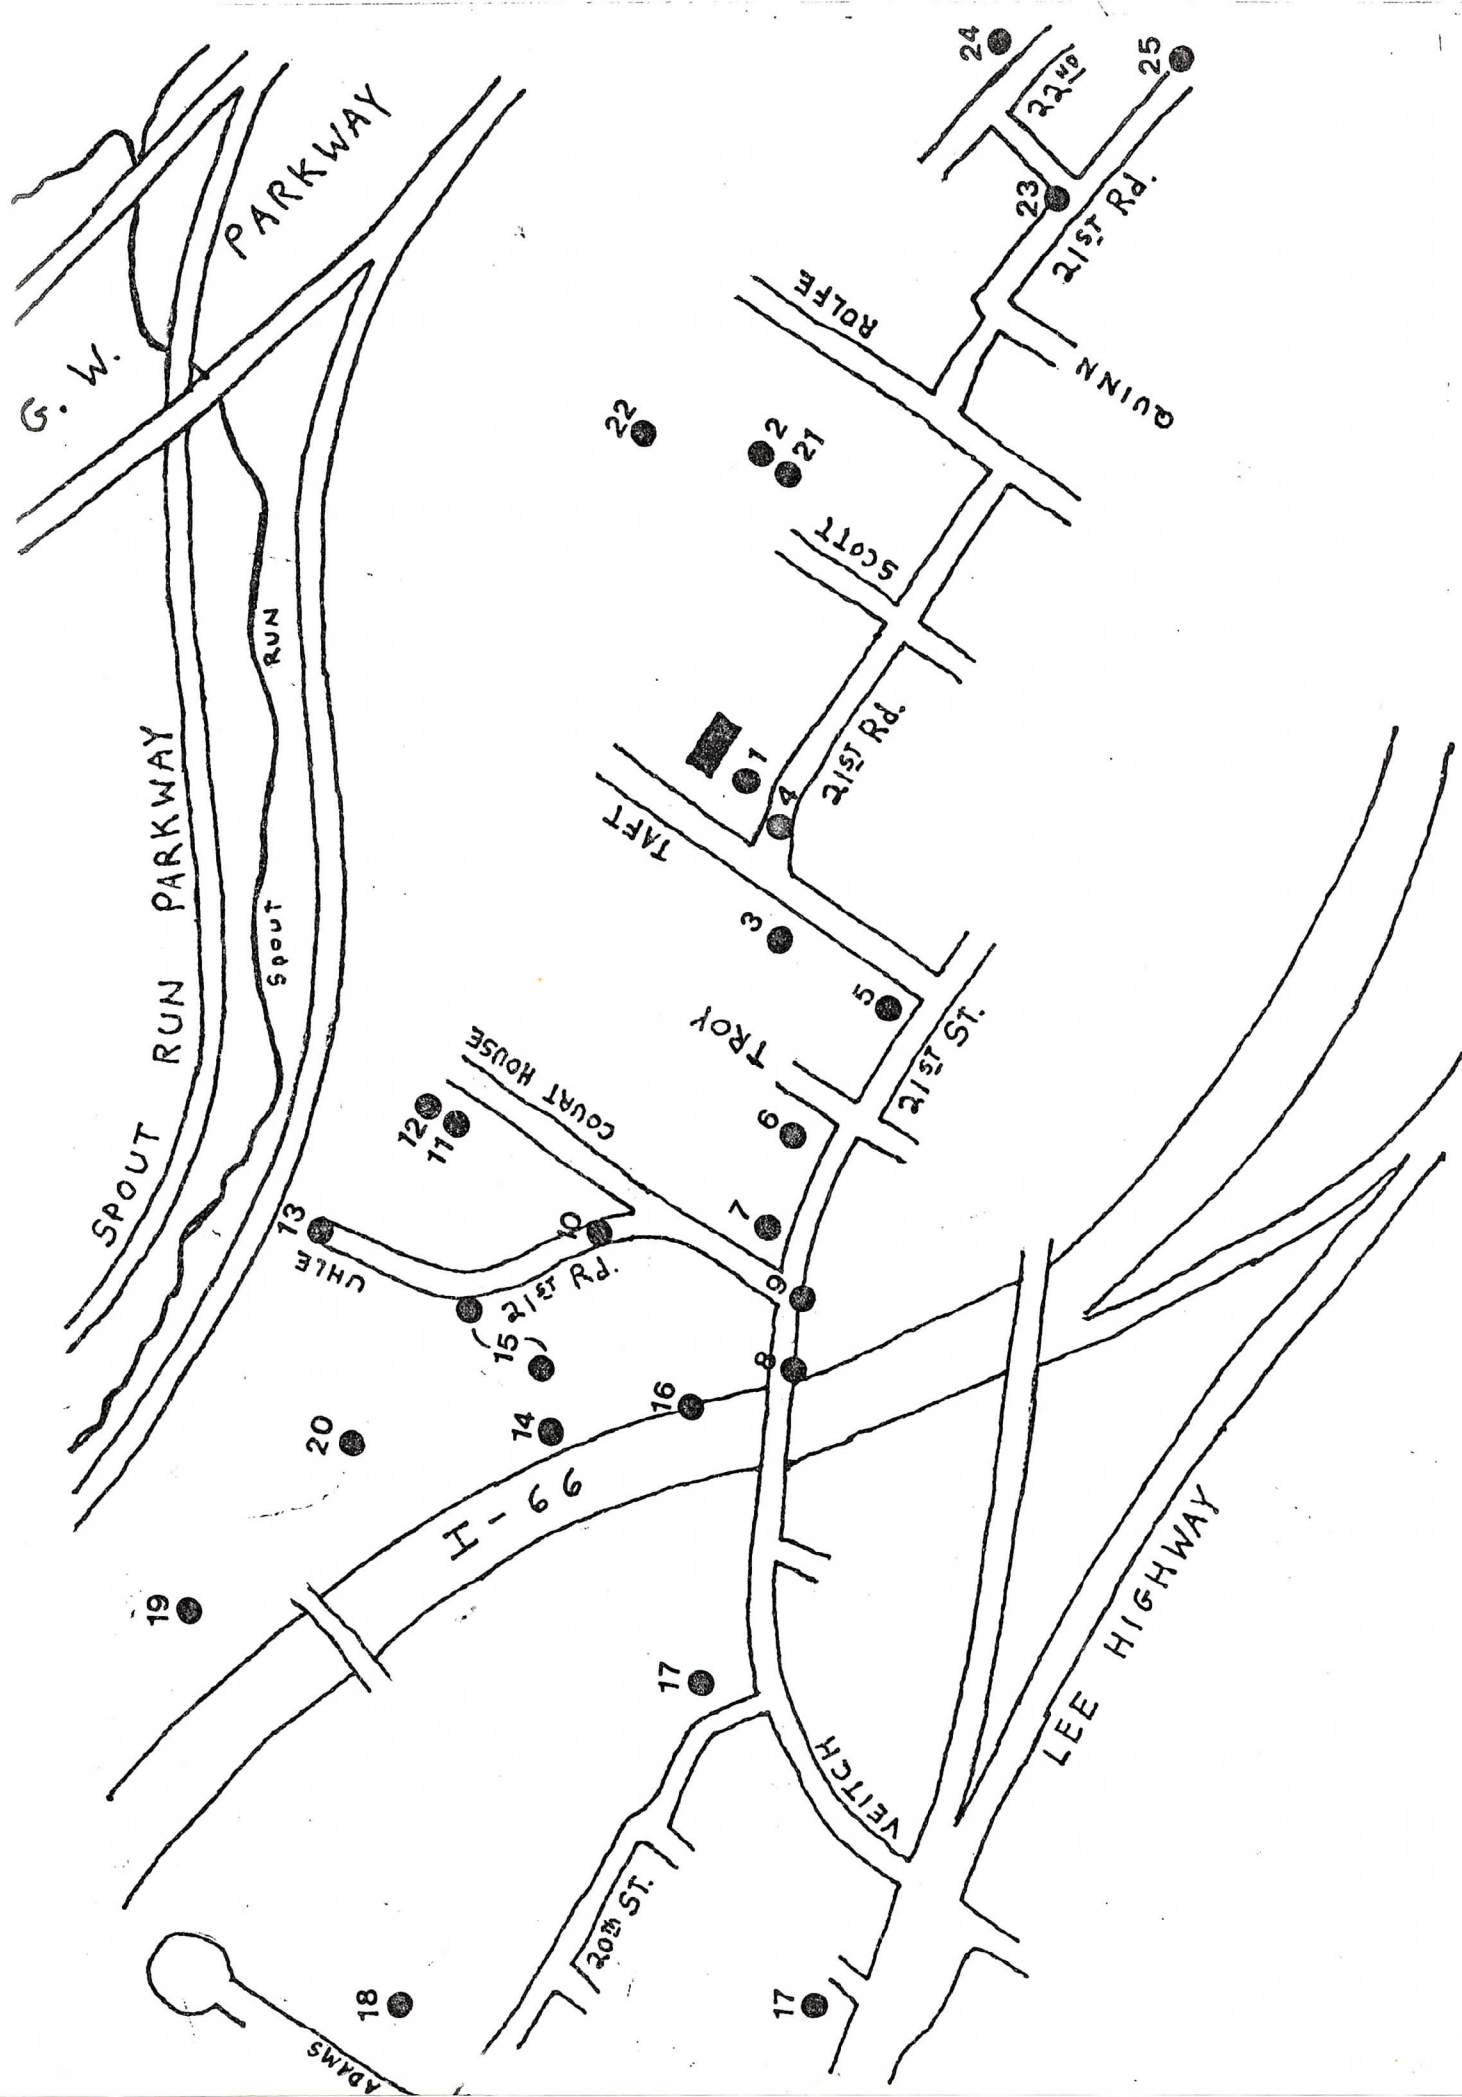 SPOUT RUN PARKWAY
G. W. PARKWAY
SPOUT RUN
I-66
LEE HIGHWAY
ADAMS
20TH ST.
VEITCH
UHLE
21ST Rd.
COURT HOUSE
TROY
21ST ST.
TAFT
21ST Rd.
SCOTT
ROLFE
QUINN
21ST Rd.
22ND
1
2
3
4
5
6
7
8
9
10
11
12
13
14
(15)
16
17
17
18
19
20
21
22
23
24
25